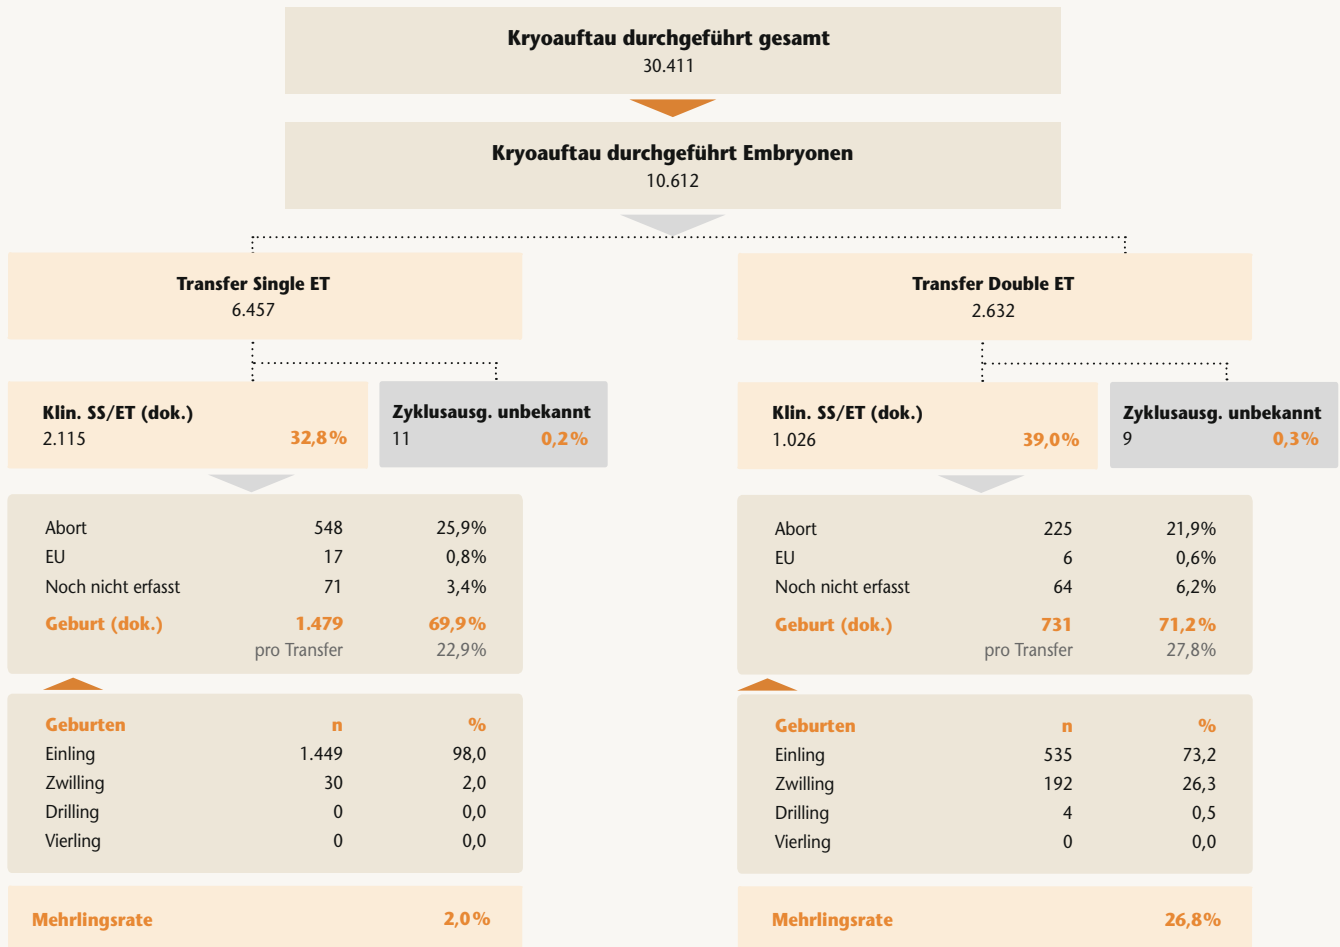 Kryoauftau durchgeführt gesamt
30.411
Kryoauftau durchgeführt Embryonen
10.612
Transfer Single ET
6.457
Klin. SS/ET (dok.)
2.115 32,8%
Zyklusausg. unbekannt
11 0,2%
Abort 548 25,9%
EU 17 0,8%
Noch nicht erfasst 71 3,4%
Geburt (dok.) 1.479 69,9%
pro Transfer 22,9%
Geburten n %
Einling 1.449 98,0
Zwilling 30 2,0
Drilling 0 0,0
Vierling 0 0,0
Mehrlingsrate 2,0%
Transfer Double ET
2.632
Klin. SS/ET (dok.)
1.026 39,0%
Zyklusausg. unbekannt
9 0,3%
Abort 225 21,9%
EU 6 0,6%
Noch nicht erfasst 64 6,2%
Geburt (dok.) 731 71,2%
pro Transfer 27,8%
Geburten n %
Einling 535 73,2
Zwilling 192 26,3
Drilling 4 0,5
Vierling 0 0,0
Mehrlingsrate 26,8%